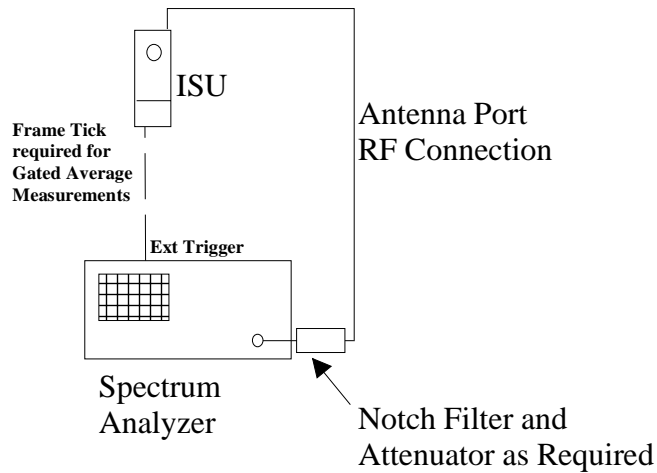 ISU
Antenna Port
RF Connection
Frame Tick
required for
Gated Average
Measurements
Ext Trigger
Spectrum
Analyzer
Notch Filter and
Attenuator as Required